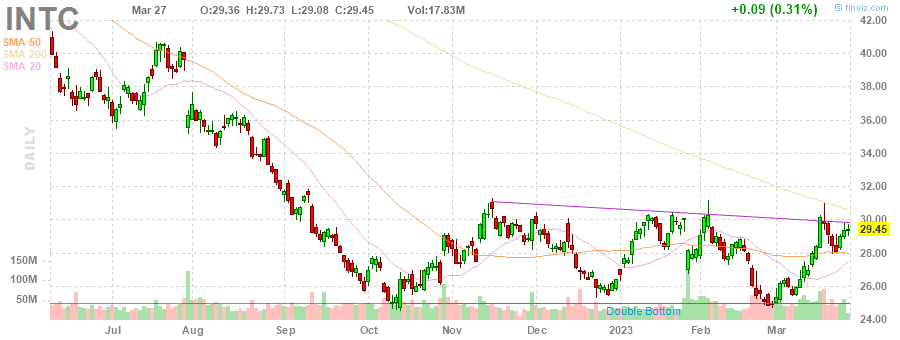 INTC
Mar 27 O:29.36 H:29.73 L:29.08 C:29.45 Vol:17.83M +0.09 (0.31%)
© finviz.com
SMA 50
SMA 200
SMA 20
DAILY
42.00
40.00
38.00
36.00
34.00
32.00
30.00
29.45
28.00
26.00
24.00
150M
100M
50M
Double Bottom
Jul Aug Sep Oct Nov Dec 2023 Feb Mar